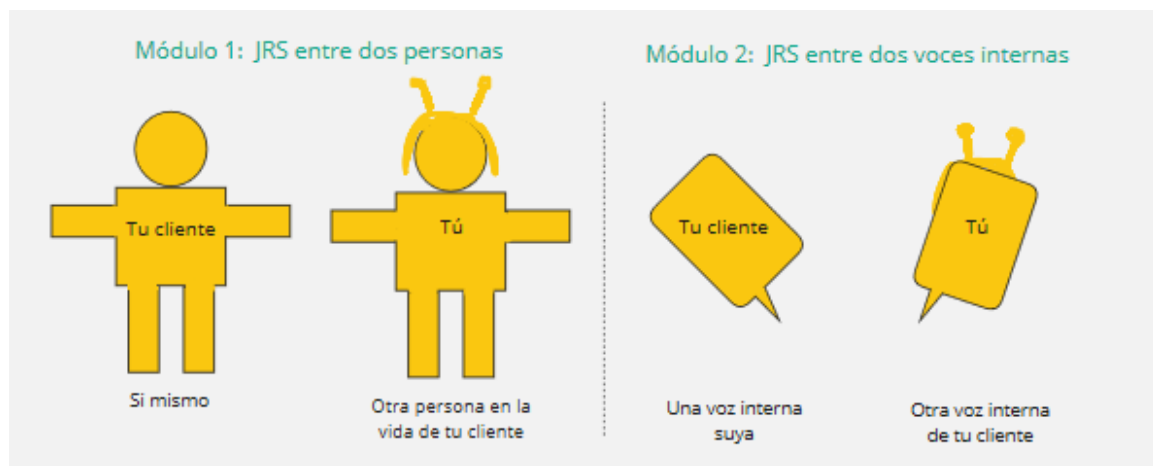 Módulo 1: JRS entre dos personas
Tu cliente
Tú
Si mismo
Otra persona en la
vida de tu cliente
Módulo 2: JRS entre dos voces internas
Tu cliente
Tú
Una voz interna
suya
Otra voz interna
de tu cliente